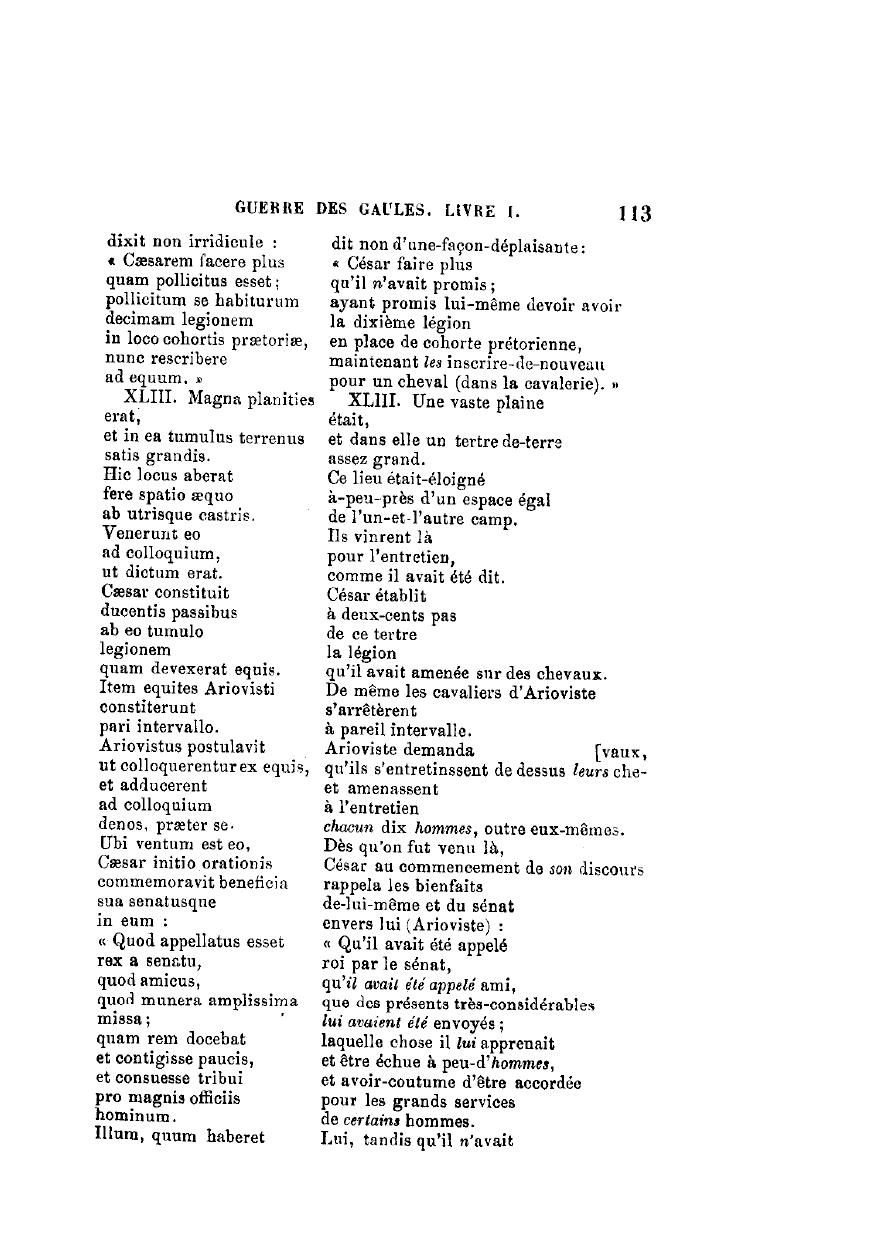 GUERRE DES GAULES. LIVRE I. 113
dixit non irridicule :
« Cæsarem facere plus
quam pollicitus esset;
pollicitum se habiturum
decimam legionem
in loco cohortis prætoriæ,
nunc rescribere
ad equum. »
XLIII. Magna planities
erat,
et in ea tumulus terrenus
satis grandis.
Hic locus aberat
fere spatio æquo
ab utrisque castris.
Venerunt eo
ad colloquium,
ut dictum erat.
Cæsar constituit
ducentis passibus
ab eo tumulo
legionem
quam devexerat equis.
Item equites Ariovisti
constiterunt
pari intervallo.
Ariovistus postulavit
ut colloquerentur ex equis,
et adducerent
ad colloquium
denos, præter se.
Ubi ventum est eo,
Cæsar initio orationis
commemoravit beneficia
sua senatusque
in eum :
« Quod appellatus esset
rex a senatu,
quod amicus,
quod munera amplissima
missa;
quam rem docebat
et contigisse paucis,
et consuesse tribui
pro magnis officiis
hominum.
Illum, quum haberet
dit non d'une-façon-déplaisante:
« César faire plus
qu'il n'avait promis;
ayant promis lui-même devoir avoir
la dixième légion
en place de cohorte prétorienne,
maintenant les inscrire-de-nouveau
pour un cheval (dans la cavalerie). »
XLIII. Une vaste plaine
était,
et dans elle un tertre de-terre
assez grand.
Ce lieu était-éloigné
à-peu-près d'un espace égal
de l'un-et-l'autre camp.
Ils vinrent là
pour l'entretien,
comme il avait été dit.
César établit
à deux-cents pas
de ce tertre
la légion
qu'il avait amenée sur des chevaux.
De même les cavaliers d'Arioviste
s'arrêtèrent
à pareil intervalle.
Arioviste demanda [vaux,
qu'ils s'entretinssent de dessus leurs che-
et amenassent
à l'entretien
chacun dix hommes, outre eux-mêmes.
Dès qu'on fut venu là,
César au commencement de son discours
rappela les bienfaits
de-lui-même et du sénat
envers lui (Arioviste) :
« Qu'il avait été appelé
roi par le sénat,
qu'il avait été appelé ami,
que des présents très-considérables
lui avaient été envoyés;
laquelle chose il lui apprenait
et être échue à peu-d'hommes,
et avoir-coutume d'être accordée
pour les grands services
de certains hommes.
Lui, tandis qu'il n'avait